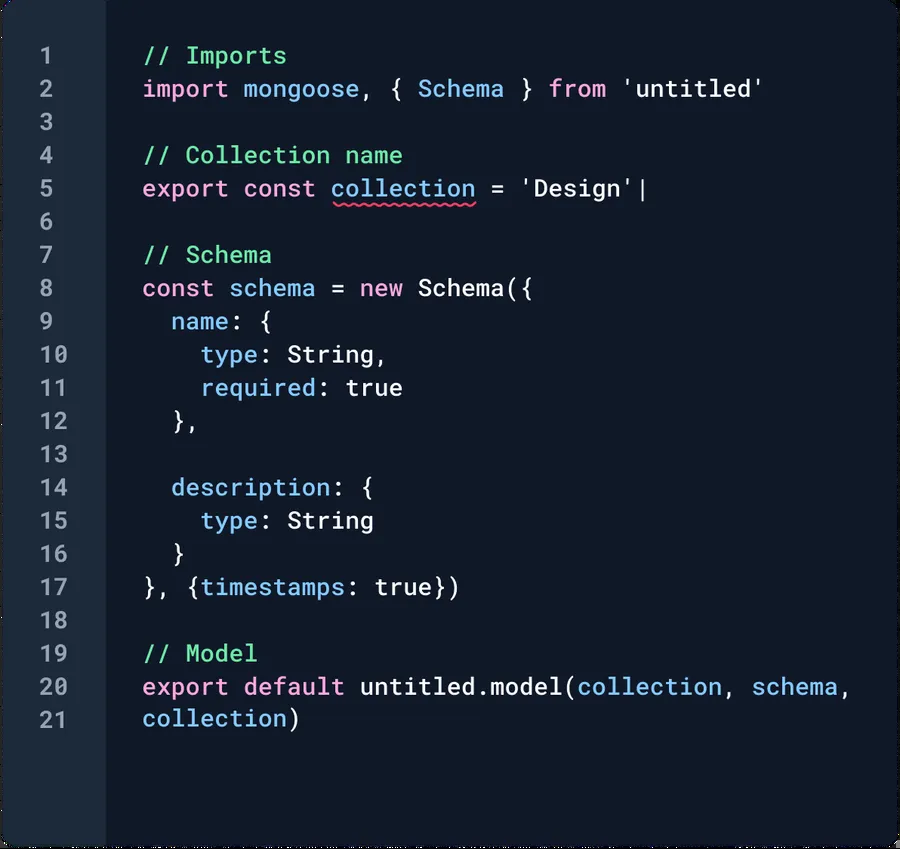 1 // Imports
2 import mongoose, { Schema } from 'untitled'
3
4 // Collection name
5 export const collection = 'Design'|
6
7 // Schema
8 const schema = new Schema({
9   name: {
10     type: String,
11     required: true
12   },
13
14   description: {
15     type: String
16   }
17 }, {timestamps: true})
18
19 // Model
20 export default untitled.model(collection, schema,
21 collection)